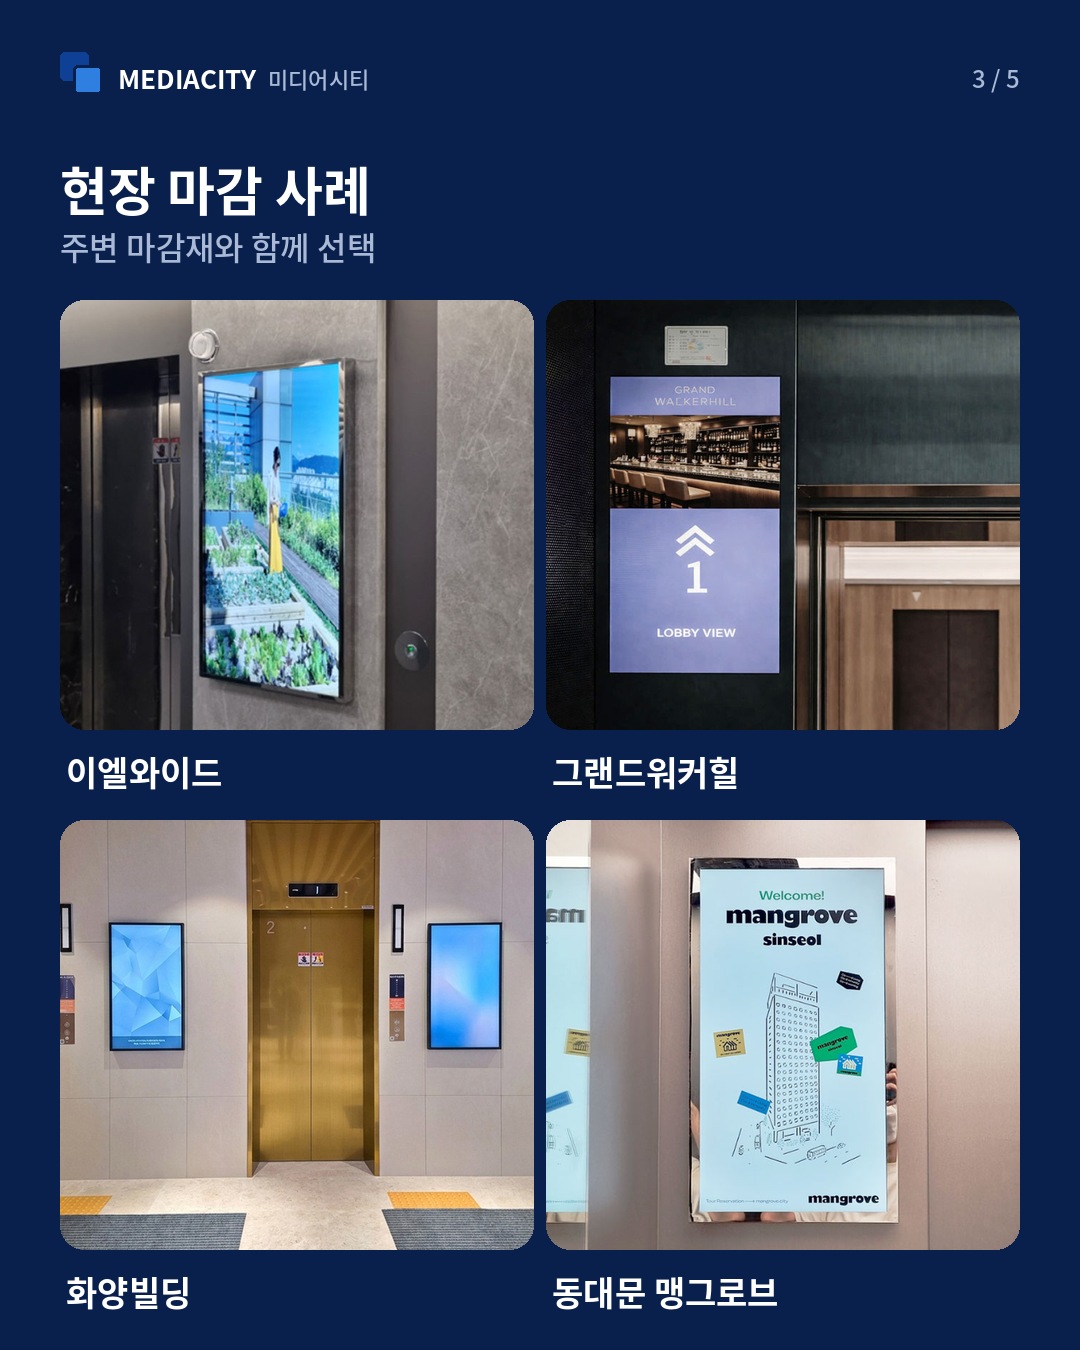 MEDIACITY 미디어시티
3 / 5
현장 마감 사례
주변 마감재와 함께 선택
GRAND
WACKERHILL
1
LOBBY VIEW
이엘와이드
그랜드워커힐
2
Welcome!
mangrove
sinseol
mangrove
화양빌딩
동대문 맹그로브